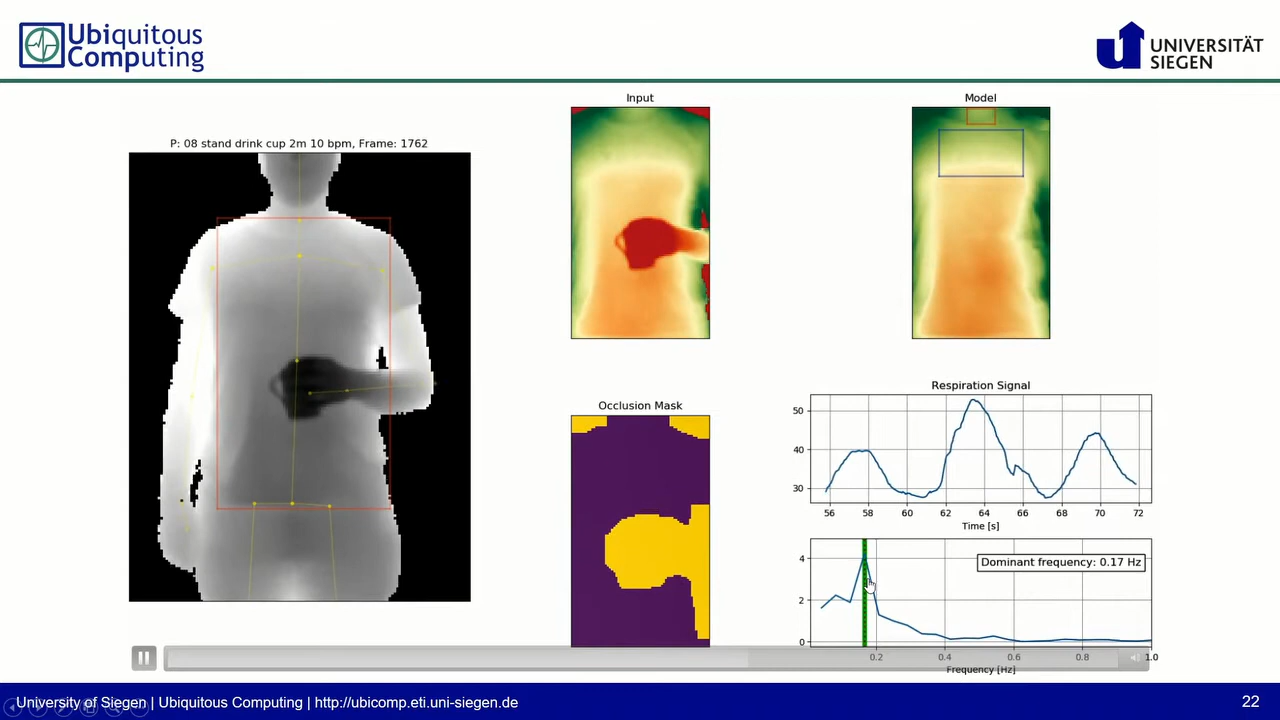 Ubiquitous
Computing
UNIVERSITÄT
SIEGEN
P: 08 stand drink cup 2m 10 bpm, Frame: 1762
Input
Model
Occlusion Mask
Respiration Signal
50
40
30
56 58 60 62 64 66 68 70 72
Time [s]
Dominant frequency: 0.17 Hz
4
2
0
0.2 0.4 0.6 0.8 1.0
Frequency [Hz]
University of Siegen | Ubiquitous Computing | http://ubicomp.eti.uni-siegen.de
22